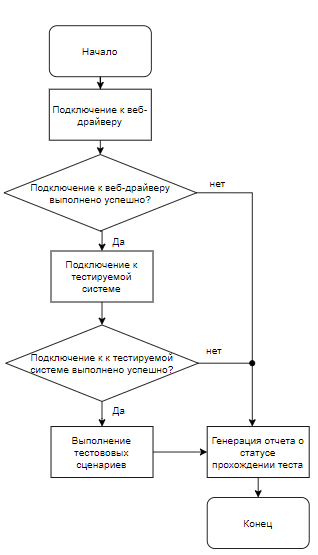 Начало
Подключение к веб-
драйверу
Подключение к веб-драйверу
выполнено успешно?
нет
Да
Подключение к
тестируемой
системе
Подключение к к тестируемой
системе выполнено успешно?
нет
Да
Выполнение
тестововых
сценариев
Генерация отчета о
статусе
прохождении теста
Конец